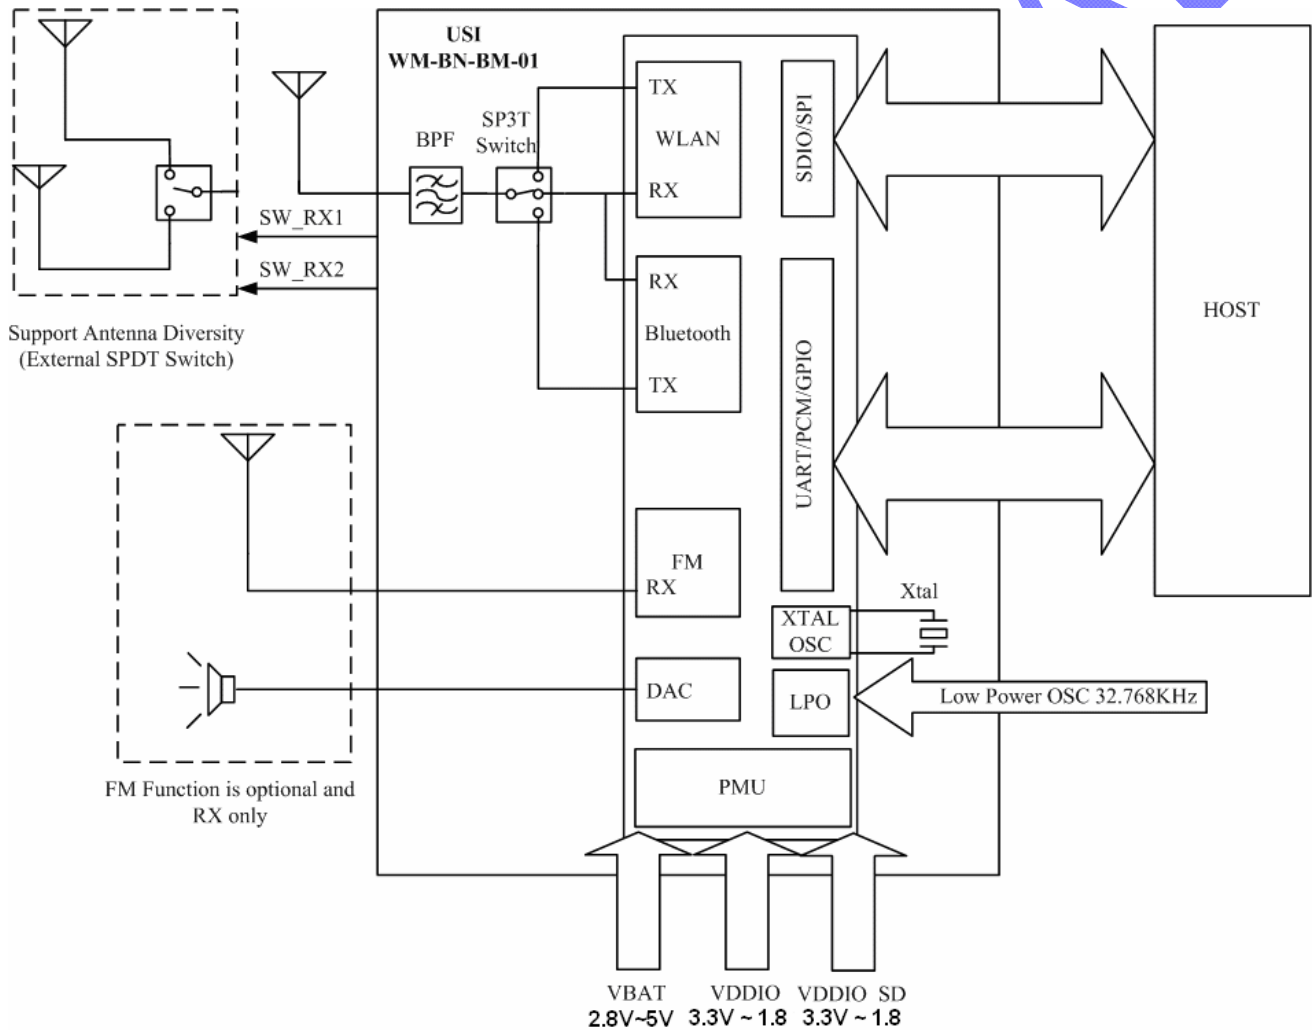 USI
WM-BN-BM-01
BPF
SP3T
Switch
TX
WLAN
RX
SDIO/SPI
SW_RX1
SW_RX2
Support Antenna Diversity
(External SPDT Switch)
RX
Bluetooth
TX
UART/PCM/GPIO
HOST
FM
RX
XTAL
OSC
Xtal
DAC
LPO
Low Power OSC 32.768KHz
FM Function is optional and
RX only
PMU
VBAT
2.8V~5V
VDDIO
3.3V ~ 1.8
VDDIO SD
3.3V ~ 1.8